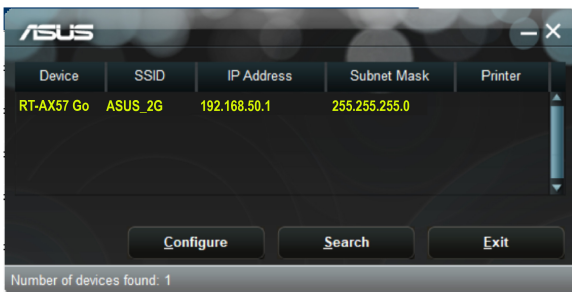 ASUS
Device SSID IP Address Subnet Mask Printer
RT-AX57 Go ASUS_2G 192.168.50.1 255.255.255.0
Configure Search Exit
Number of devices found: 1